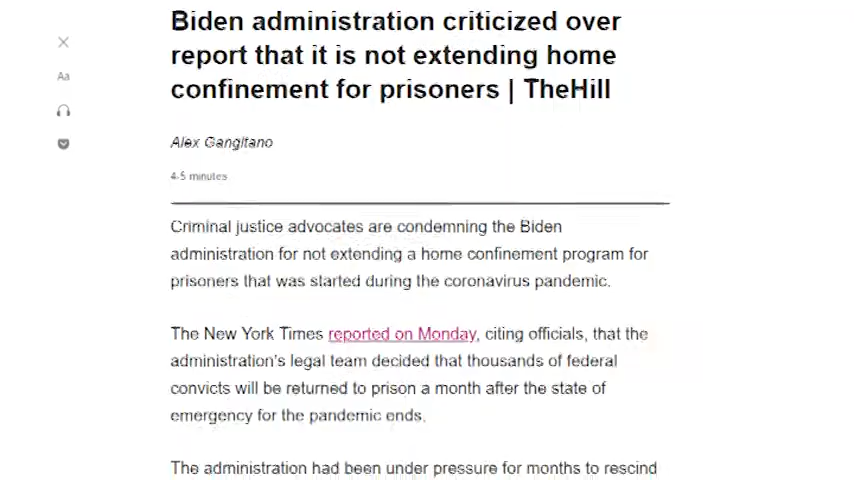 Biden administration criticized over
report that it is not extending home
confinement for prisoners | TheHill
Aa
Alex Gangitano
4-5 minutes
Criminal justice advocates are condemning the Biden
administration for not extending a home confinement program for
prisoners that was started during the coronavirus pandemic.
The New York Times reported on Monday, citing officials, that the
administration's legal team decided that thousands of federal
convicts will be returned to prison a month after the state of
emergency for the pandemic ends.
The administration had been under pressure for months to rescind